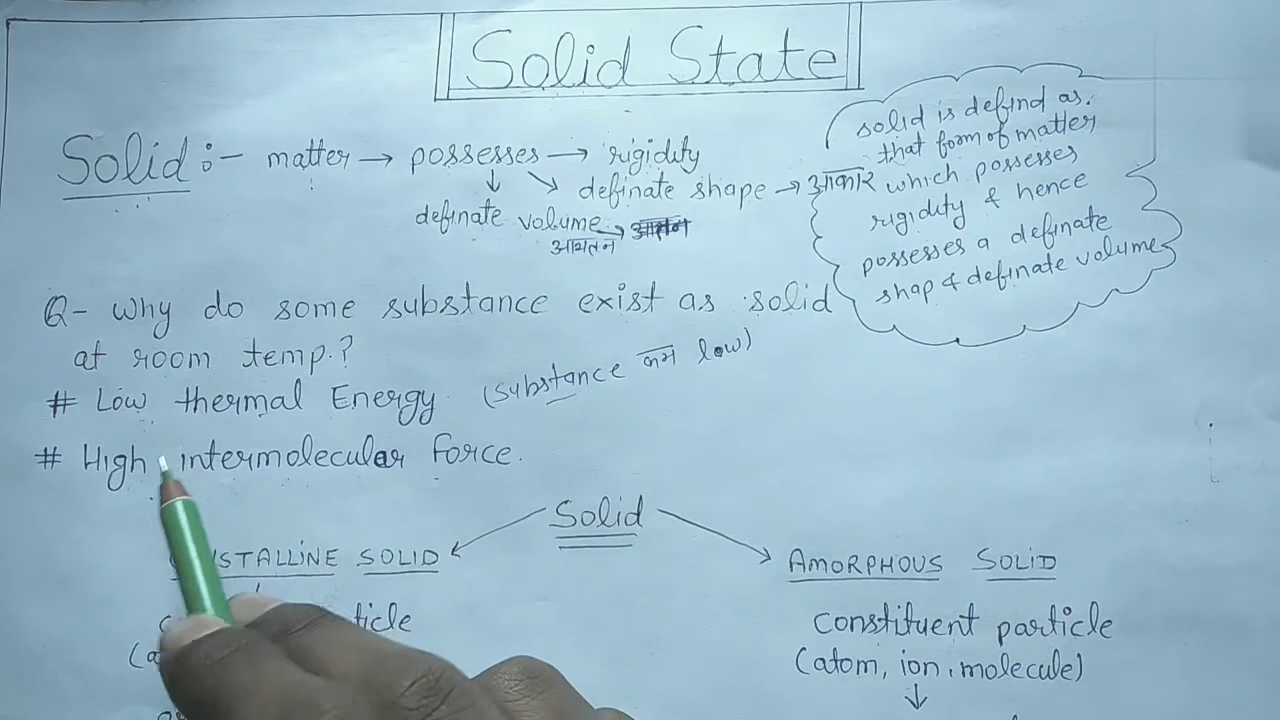 Solid State
Solid :- matter → possesses → rigidity
definate shape → आकार
definate volume → आयतन
solid is defind as.
that form of matter
which possesses
rigidity & hence
possesses a definate
shap & definate volume
Q- why do some substance exist as solid
at room temp.?
# Low thermal Energy (substance का low)
# High intermolecular force.
Solid
STALLINE SOLID
AMORPHOUS SOLID
ticle
constituent particle
(a
(atom, ion, molecule)